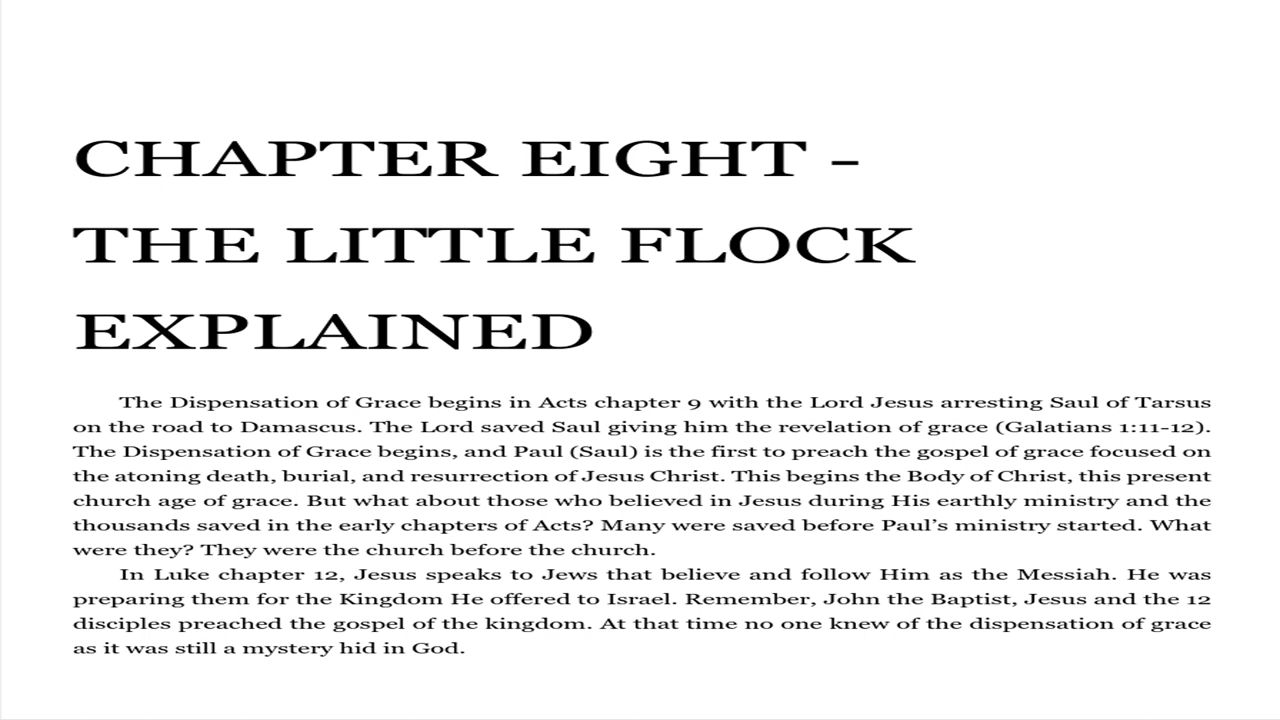 CHAPTER EIGHT -
THE LITTLE FLOCK
EXPLAINED
The Dispensation of Grace begins in Acts chapter 9 with the Lord Jesus arresting Saul of Tarsus
on the road to Damascus. The Lord saved Saul giving him the revelation of grace (Galatians 1:11-12).
The Dispensation of Grace begins, and Paul (Saul) is the first to preach the gospel of grace focused on
the atoning death, burial, and resurrection of Jesus Christ. This begins the Body of Christ, this present
church age of grace. But what about those who believed in Jesus during His earthly ministry and the
thousands saved in the early chapters of Acts? Many were saved before Paul’s ministry started. What
were they? They were the church before the church.
In Luke chapter 12, Jesus speaks to Jews that believe and follow Him as the Messiah. He was
preparing them for the Kingdom He offered to Israel. Remember, John the Baptist, Jesus and the 12
disciples preached the gospel of the kingdom. At that time no one knew of the dispensation of grace
as it was still a mystery hid in God.